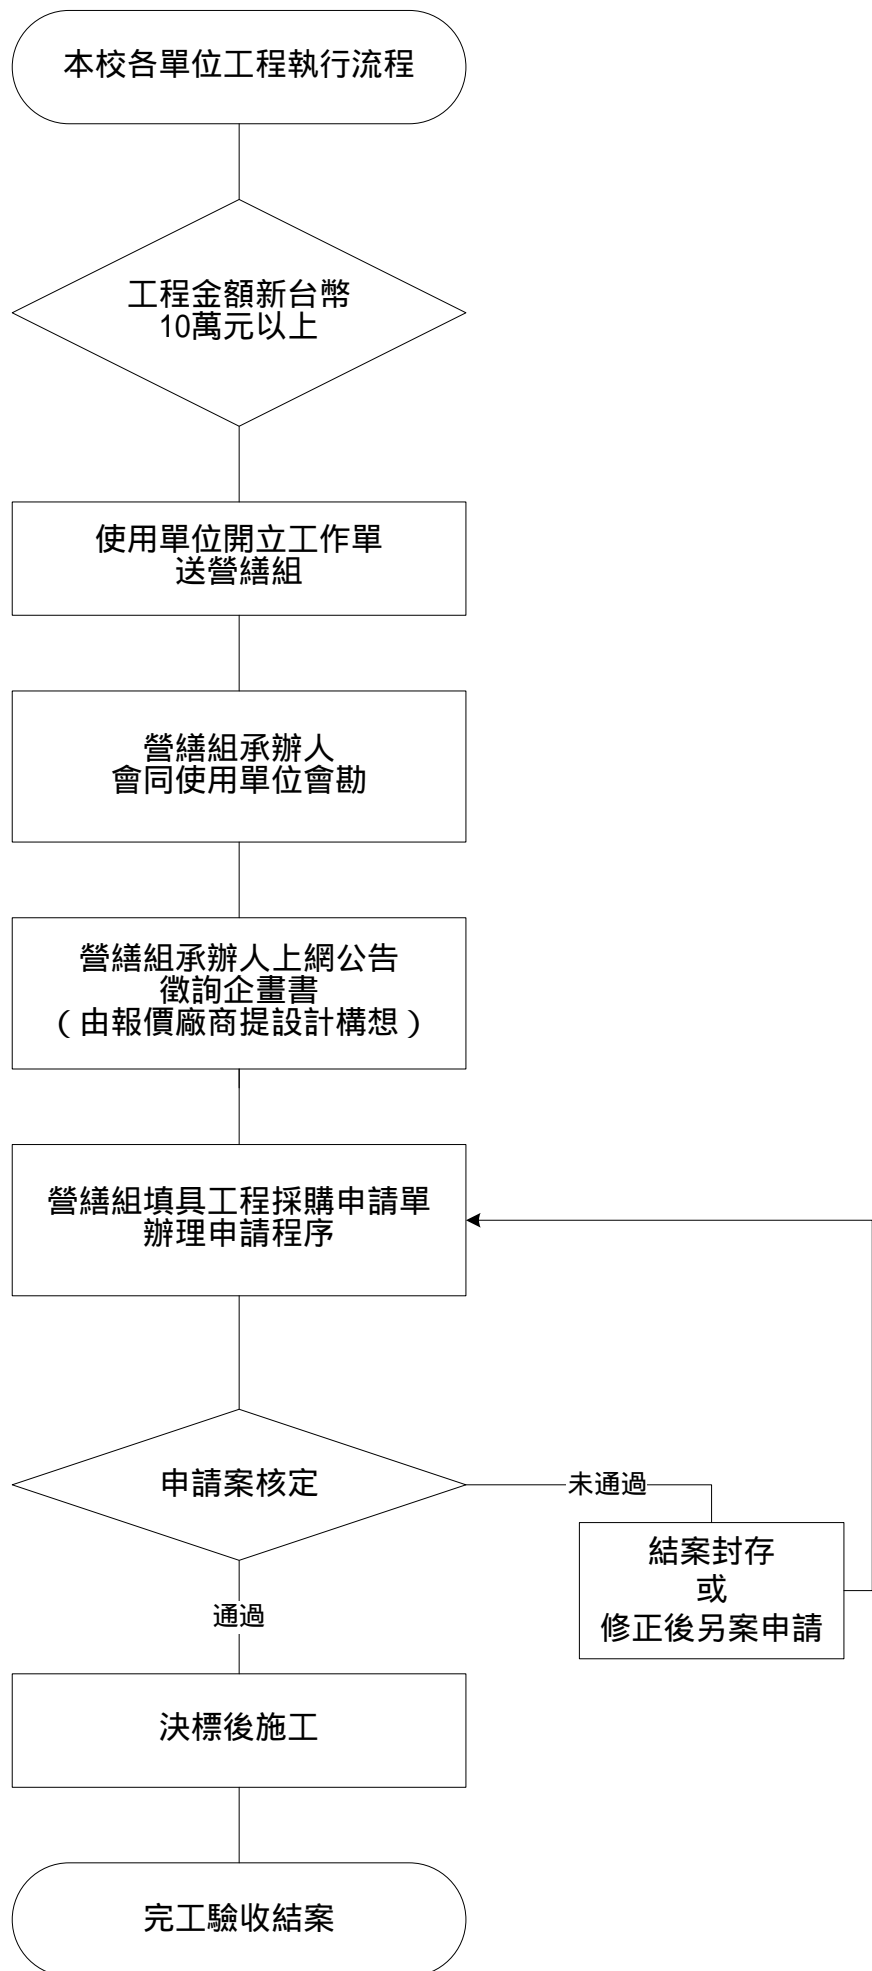 本校各單位工程執行流程
工程金額新台幣
10萬元以上
使用單位開立工作單
送營繕組
營繕組承辦人
會同使用單位會勘
營繕組承辦人上網公告
徵詢企畫書
（由報價廠商提設計構想）
營繕組填具工程採購申請單
辦理申請程序
申請案核定
未通過
結案封存
或
修正後另案申請
通過
決標後施工
完工驗收結案